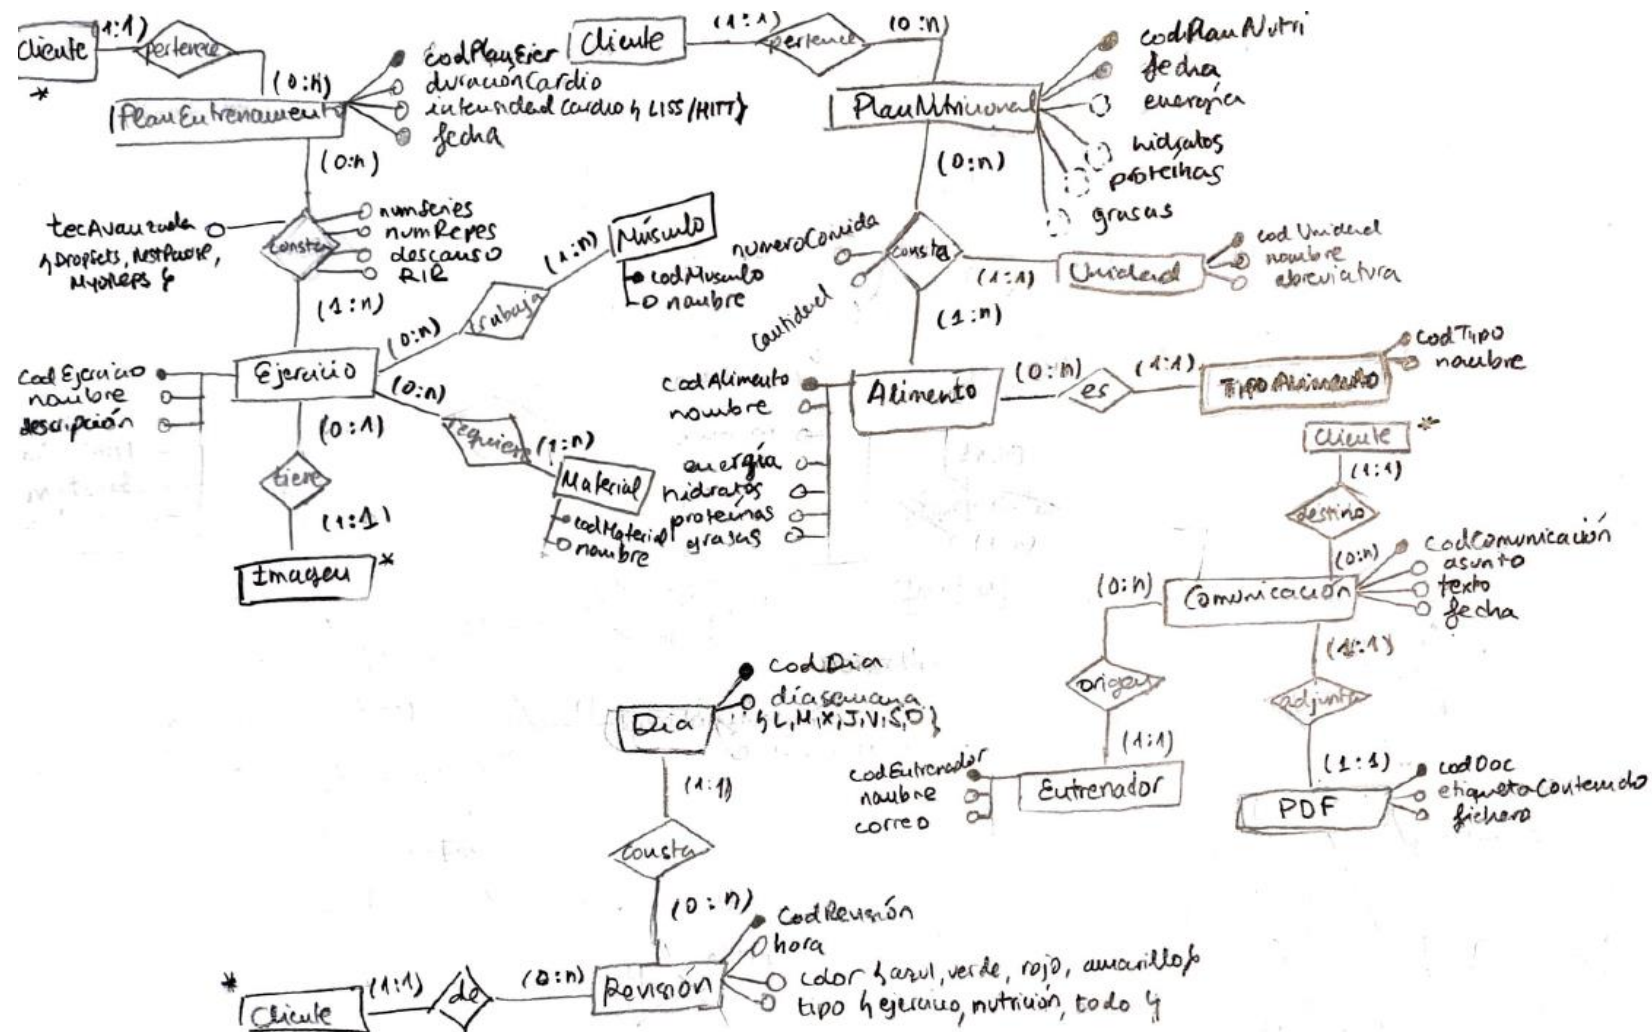 Cliente
(1:1)
pertenece
(0:n)
*
PlanEntrenamiento
codPlanEjer
duraciónCardio
intensidad cardio { LISS/HITT}
fecha
(0:n)
tecAvanzada
{ Dropsets, RestPause,
MyoReps }
consta
numSeries
numRepes
descanso
RIR
(1:n)
codEjercicio
nombre
descripción
Ejercicio
(0:n)
trabaja
(1:n)
Músculo
codMusculo
nombre
(0:n)
requiere
(1:n)
Material
codMaterial
nombre
(0:1)
tiene
(1:1)
Imagen
*
Cliente
(1:1)
pertenece
(0:n)
PlanNutricional
codPlanNutri
fecha
energía
hidratos
proteínas
grasas
(0:n)
numeroComida
cantidad
consta
(1:1)
Unidad
cod Unidad
nombre
abreviatura
(1:n)
codAlimento
nombre
energía
hidratos
proteínas
grasas
Alimento
(0:n)
es
(1:1)
TipoAlimento
codTipo
nombre
Cliente
*
(1:1)
destino
(0:n)
Comunicación
codComunicación
asunto
texto
fecha
(0:n)
origen
(1:1)
codEntrenador
nombre
correo
Entrenador
(1:1)
adjunta
(1:1)
PDF
codDoc
etiquetaContenido
fichero
codDia
díasemana
{ L,M,X,J,V,S,D }
Día
(1:1)
consta
(0:n)
*
Cliente
(1:1)
de
(0:n)
Revisión
codRevisión
hora
color { azul, verde, rojo, amarillo}
tipo { ejercicio, nutrición, todo }